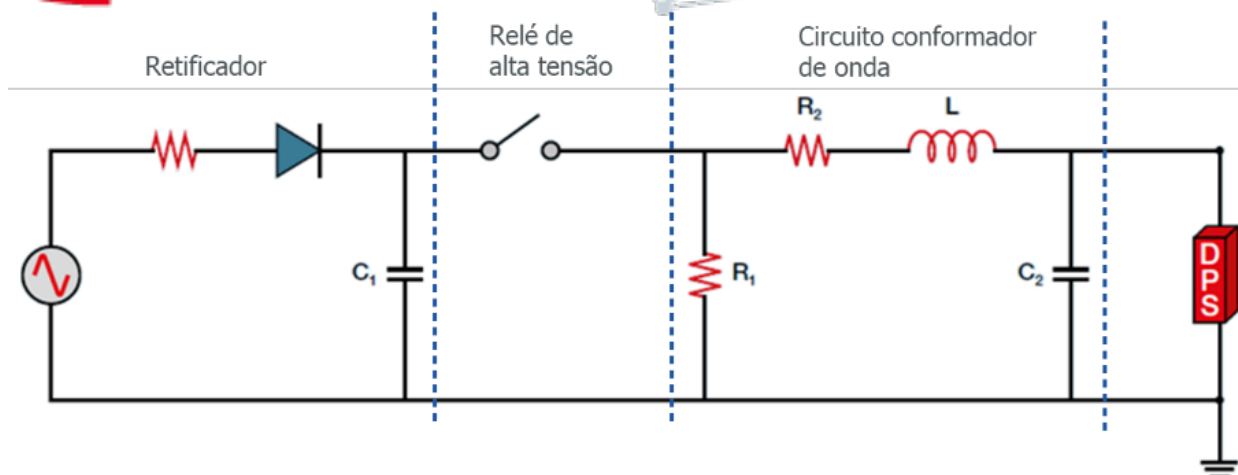 Retificador
Relé de
alta tensão
Circuito conformador
de onda
R₂
L
C₁
R₁
C₂
DPS